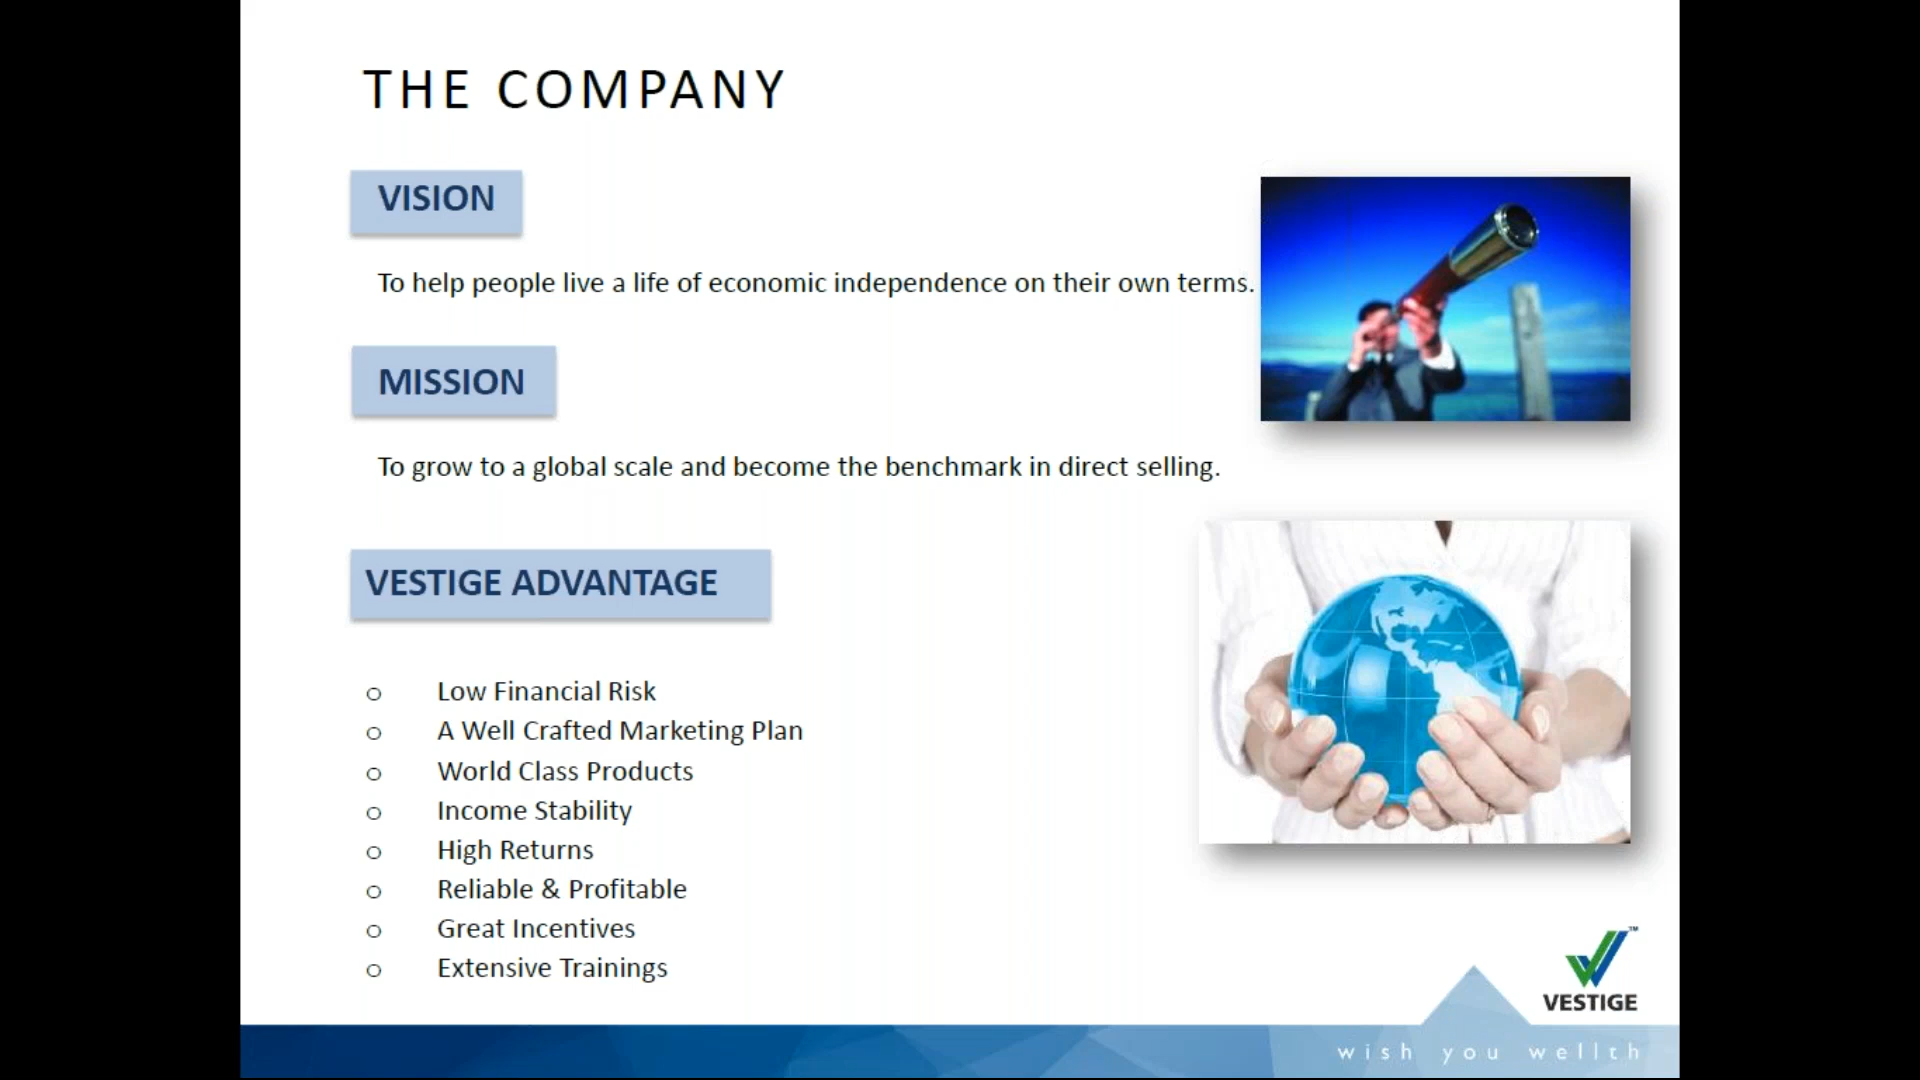 THE COMPANY
VISION
To help people live a life of economic independence on their own terms.
MISSION
To grow to a global scale and become the benchmark in direct selling.
VESTIGE ADVANTAGE
o Low Financial Risk
o A Well Crafted Marketing Plan
o World Class Products
o Income Stability
o High Returns
o Reliable & Profitable
o Great Incentives
o Extensive Trainings
TM
VESTIGE
wish you wellth